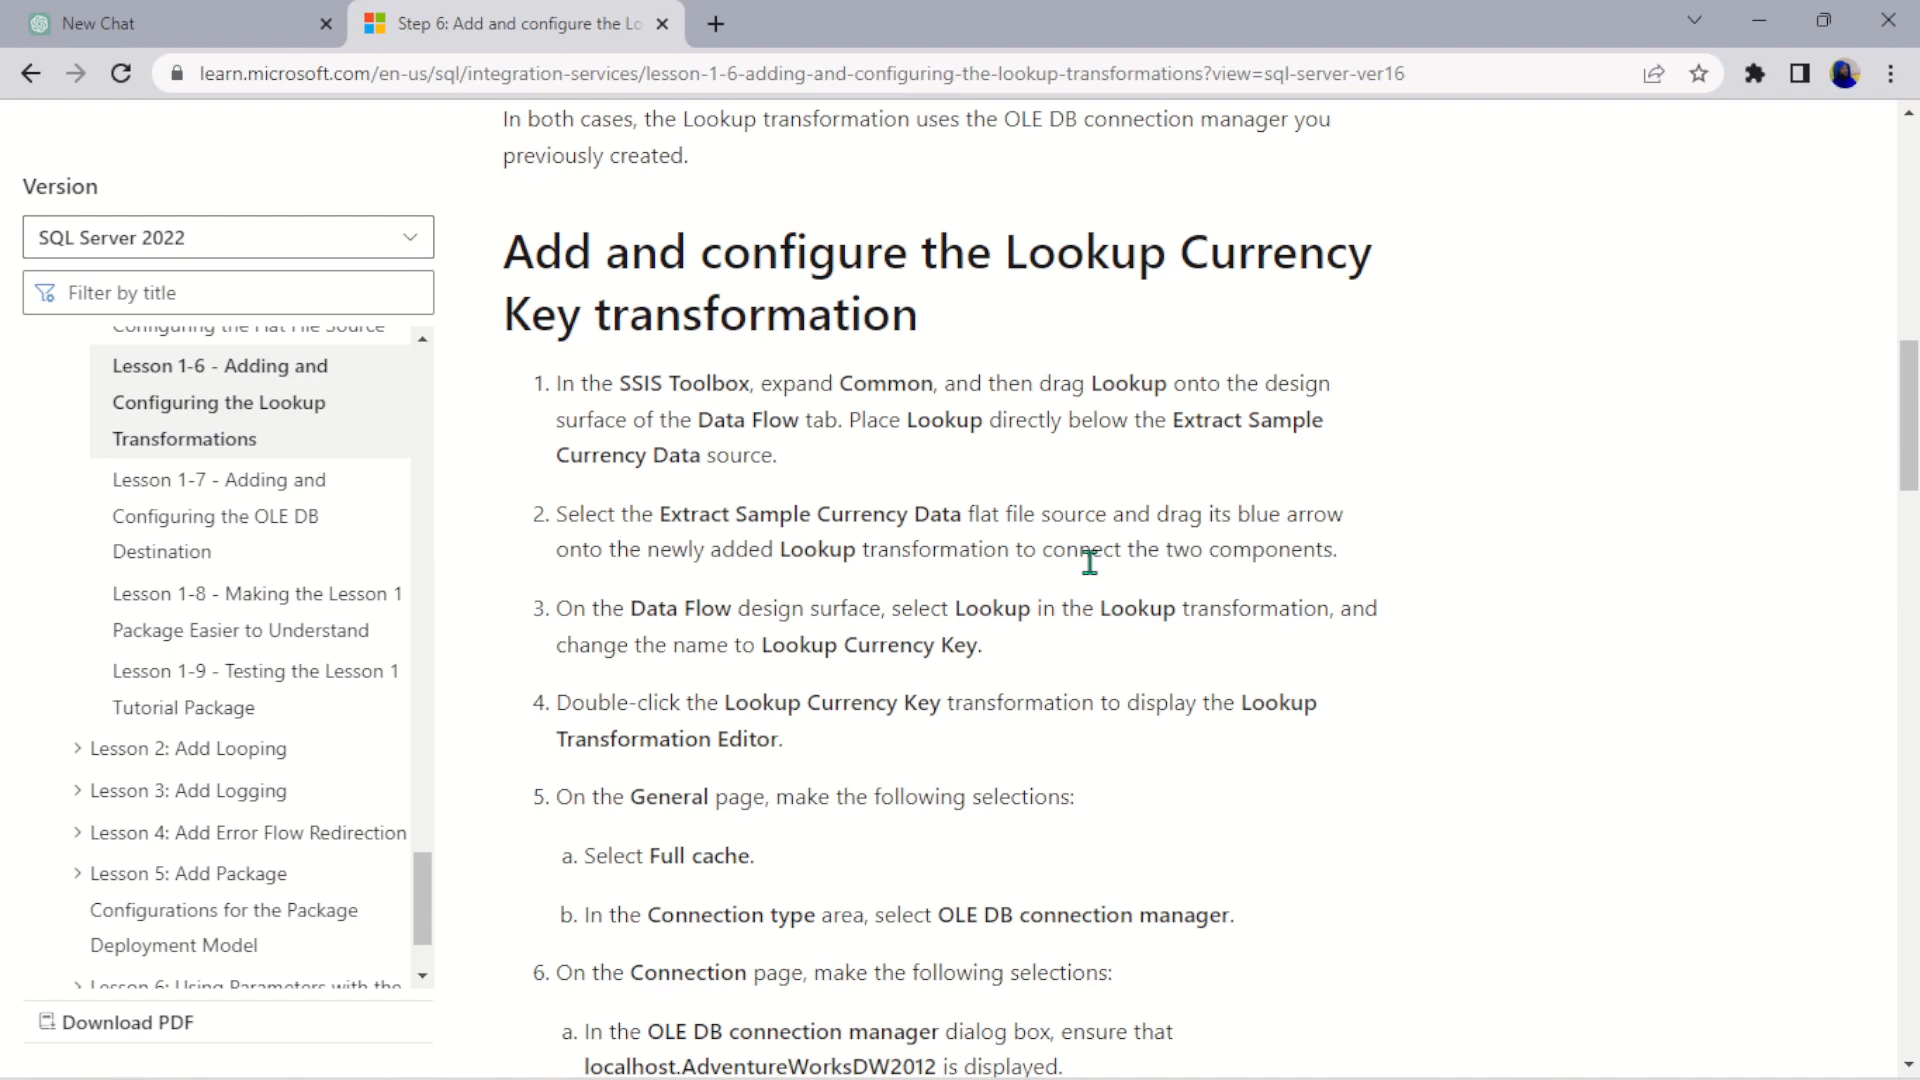 New Chat
Step 6: Add and configure the Lo
learn.microsoft.com/en-us/sql/integration-services/lesson-1-6-adding-and-configuring-the-lookup-transformations?view=sql-server-ver16
Version
SQL Server 2022
Filter by title
Configuring the Flat File Source
Lesson 1-6 - Adding and
Configuring the Lookup
Transformations
Lesson 1-7 - Adding and
Configuring the OLE DB
Destination
Lesson 1-8 - Making the Lesson 1
Package Easier to Understand
Lesson 1-9 - Testing the Lesson 1
Tutorial Package
Lesson 2: Add Looping
Lesson 3: Add Logging
Lesson 4: Add Error Flow Redirection
Lesson 5: Add Package
Configurations for the Package
Deployment Model
Lesson 6: Using Parameters with the
Download PDF
In both cases, the Lookup transformation uses the OLE DB connection manager you
previously created.
Add and configure the Lookup Currency
Key transformation
1. In the SSIS Toolbox, expand Common, and then drag Lookup onto the design
surface of the Data Flow tab. Place Lookup directly below the Extract Sample
Currency Data source.
2. Select the Extract Sample Currency Data flat file source and drag its blue arrow
onto the newly added Lookup transformation to connect the two components.
3. On the Data Flow design surface, select Lookup in the Lookup transformation, and
change the name to Lookup Currency Key.
4. Double-click the Lookup Currency Key transformation to display the Lookup
Transformation Editor.
5. On the General page, make the following selections:
a. Select Full cache.
b. In the Connection type area, select OLE DB connection manager.
6. On the Connection page, make the following selections:
a. In the OLE DB connection manager dialog box, ensure that
localhost.AdventureWorksDW2012 is displayed.